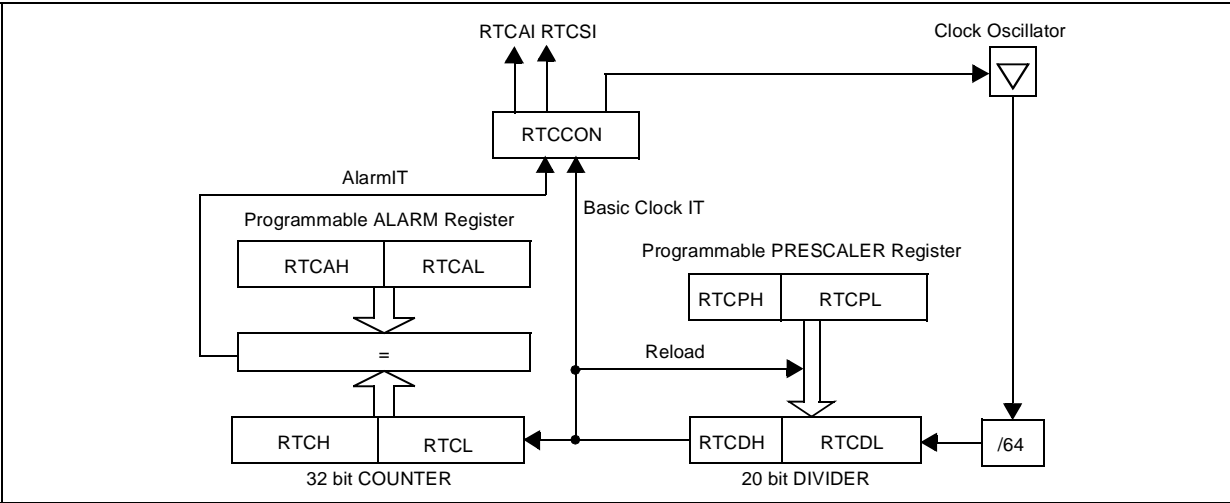 RTCAI RTCSI
Clock Oscillator
RTCCON
AlarmIT
Basic Clock IT
Programmable ALARM Register
Programmable PRESCALER Register
RTCAH
RTCAL
RTCPH
RTCPL
=
Reload
RTCH
RTCL
RTCDH
RTCDL
/64
32 bit COUNTER
20 bit DIVIDER